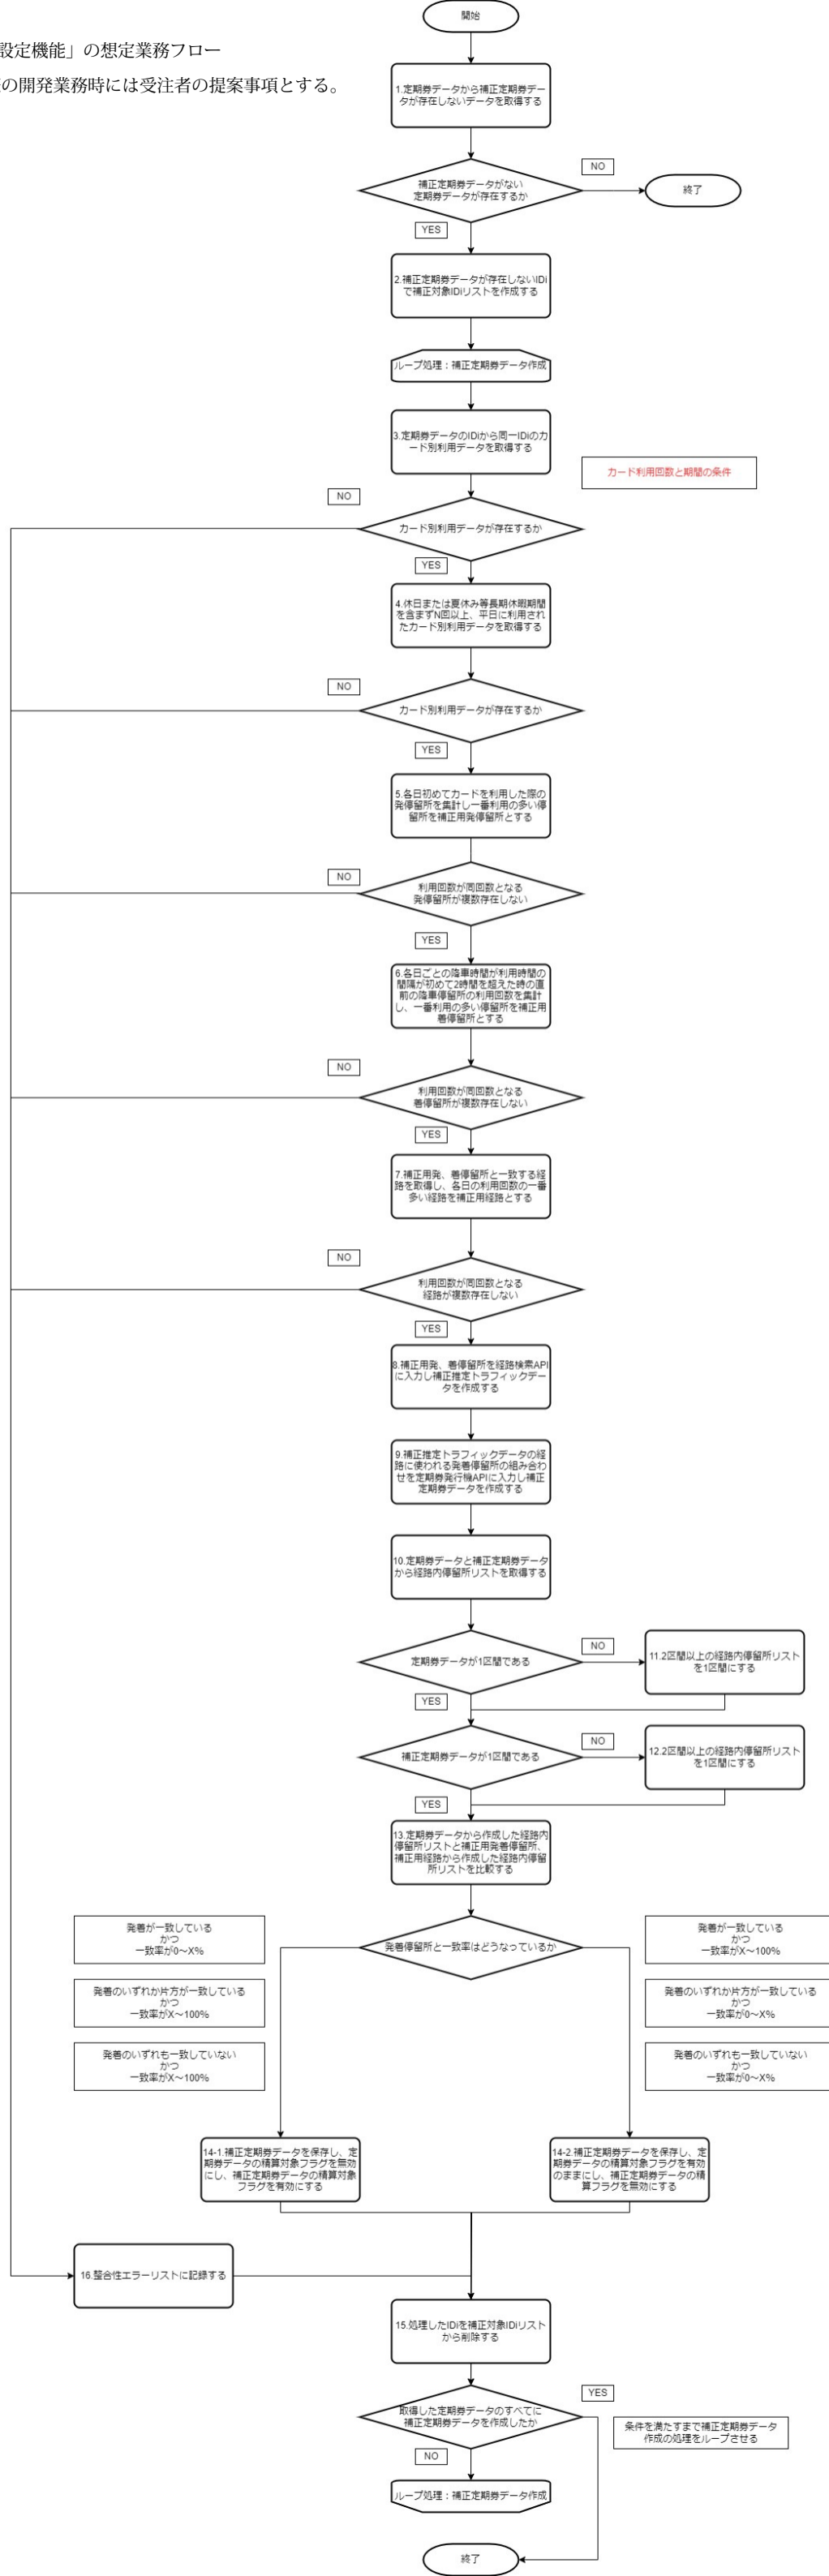 開始
設定機能」の想定業務フロー
の開発業務時には受注者の提案事項とする。
1.定期券データから補正定期券デー
タが存在しないデータを取得する
補正定期券データがない
定期券データが存在するか
NO
終了
YES
2.補正定期券データが存在しないIDi
で補正対象IDiリストを作成する
ループ処理：補正定期券データ作成
3.定期券データのIDiから同一IDiのカ
ード別利用データを取得する
カード利用回数と期間の条件
NO
カード別利用データが存在するか
YES
4.休日または夏休み等長期休暇期間
を含まずN回以上、平日に利用され
たカード別利用データを取得する
NO
カード別利用データが存在するか
YES
5.各日初めてカードを利用した際の
発停留所を集計し一番利用の多い停
留所を補正用発停留所とする
NO
利用回数が同回数となる
発停留所が複数存在しない
YES
6.各日ごとの降車時間が利用時間の
間隔が初めて2時間を超えた時の直
前の降車停留所の利用回数を集計
し、一番利用の多い停留所を補正用
着停留所とする
NO
利用回数が同回数となる
着停留所が複数存在しない
YES
7.補正用発、着停留所と一致する経
路を取得し、各日の利用回数の一番
多い経路を補正用経路とする
NO
利用回数が同回数となる
経路が複数存在しない
YES
8.補正用発、着停留所を経路検索API
に入力し補正推定トラフィックデー
タを作成する
9.補正推定トラフィックデータの経
路に使われる発着停留所の組み合わ
せを定期券発行機APIに入力し補正
定期券データを作成する
10.定期券データと補正定期券データ
から経路内停留所リストを取得する
定期券データが1区間である
NO
11.2区間以上の経路内停留所リスト
を1区間にする
YES
補正定期券データが1区間である
NO
12.2区間以上の経路内停留所リスト
を1区間にする
YES
13.定期券データから作成した経路内
停留所リストと補正用発着停留所、
補正用経路から作成した経路内停留
所リストを比較する
発着が一致している
かつ
一致率が0～X%
発着停留所と一致率はどうなっているか
発着が一致している
かつ
一致率がX～100%
発着のいずれか片方が一致している
かつ
一致率がX～100%
発着のいずれか片方が一致している
かつ
一致率が0～X%
発着のいずれも一致していない
かつ
一致率がX～100%
発着のいずれも一致していない
かつ
一致率が0～X%
14-1.補正定期券データを保存し、定
期券データの精算対象フラグを無効
にし、補正定期券データの精算対象
フラグを有効にする
14-2.補正定期券データを保存し、定
期券データの精算対象フラグを有効
のままにし、補正定期券データの精
算フラグを無効にする
16.整合性エラーリストに記録する
15.処理したIDiを補正対象IDiリスト
から削除する
取得した定期券データのすべてに
補正定期券データを作成したか
YES
条件を満たすまで補正定期券データ
作成の処理をループさせる
NO
ループ処理：補正定期券データ作成
終了